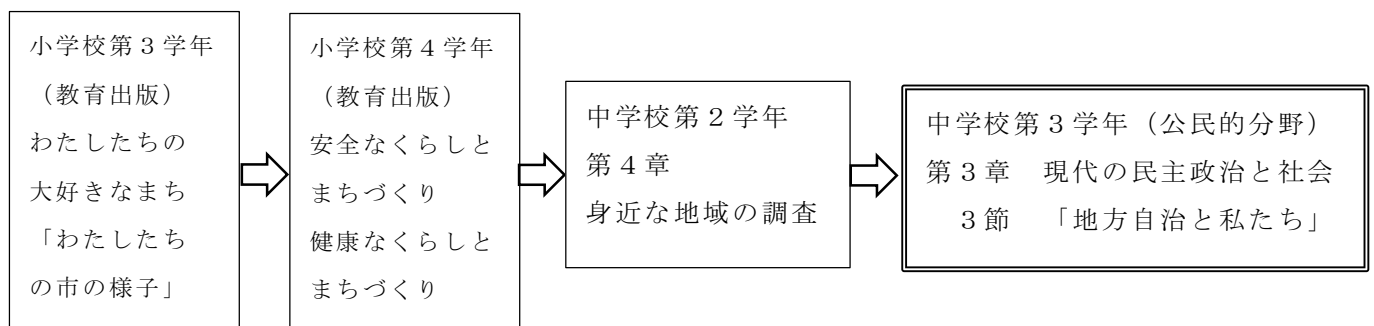 小学校第３学年
（教育出版）
わたしたちの
大好きなまち
「わたしたち
の市の様子」
小学校第４学年
（教育出版）
安全なくらしと
まちづくり
健康なくらしと
まちづくり
中学校第２学年
第４章
身近な地域の調査
中学校第３学年（公民的分野）
第３章　現代の民主政治と社会
３節　「地方自治と私たち」